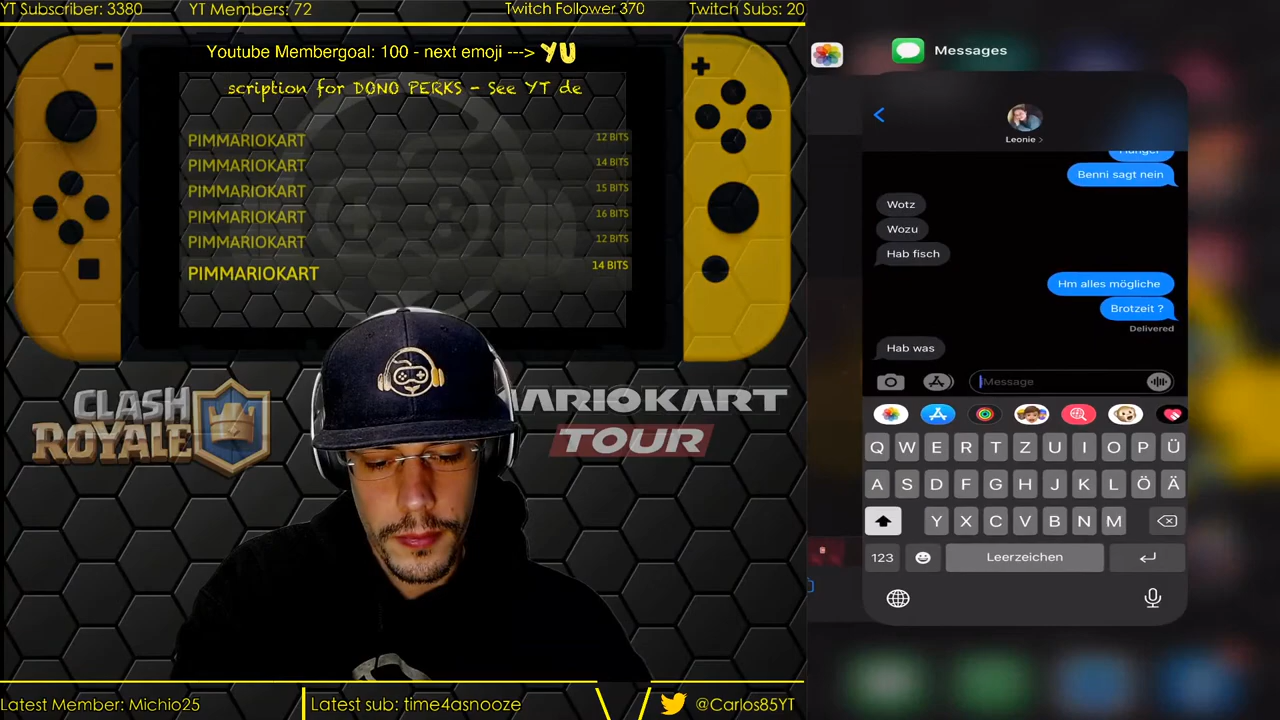 YT Subscriber: 3380 YT Members: 72 Twitch Follower 370 Twitch Subs: 20
Youtube Membergoal: 100 - next emoji ---> YU
scription for DONO PERKS - See YT de
PIMMARIOKART 12 BITS
PIMMARIOKART 14 BITS
PIMMARIOKART 15 BITS
PIMMARIOKART 16 BITS
PIMMARIOKART 12 BITS
PIMMARIOKART 14 BITS
CLASH
ROYALE
MARIOKART
TOUR
Latest Member: Michio25 Latest sub: time4asnooze @Carlos85YT
Messages
Leonie >
Hunger
Benni sagt nein
Wotz
Wozu
Hab fisch
Hm alles mögliche
Brotzeit ?
Delivered
Hab was
Message
Q W E R T Z U I O P Ü
A S D F G H J K L Ö Ä
Y X C V B N M
123 Leerzeichen